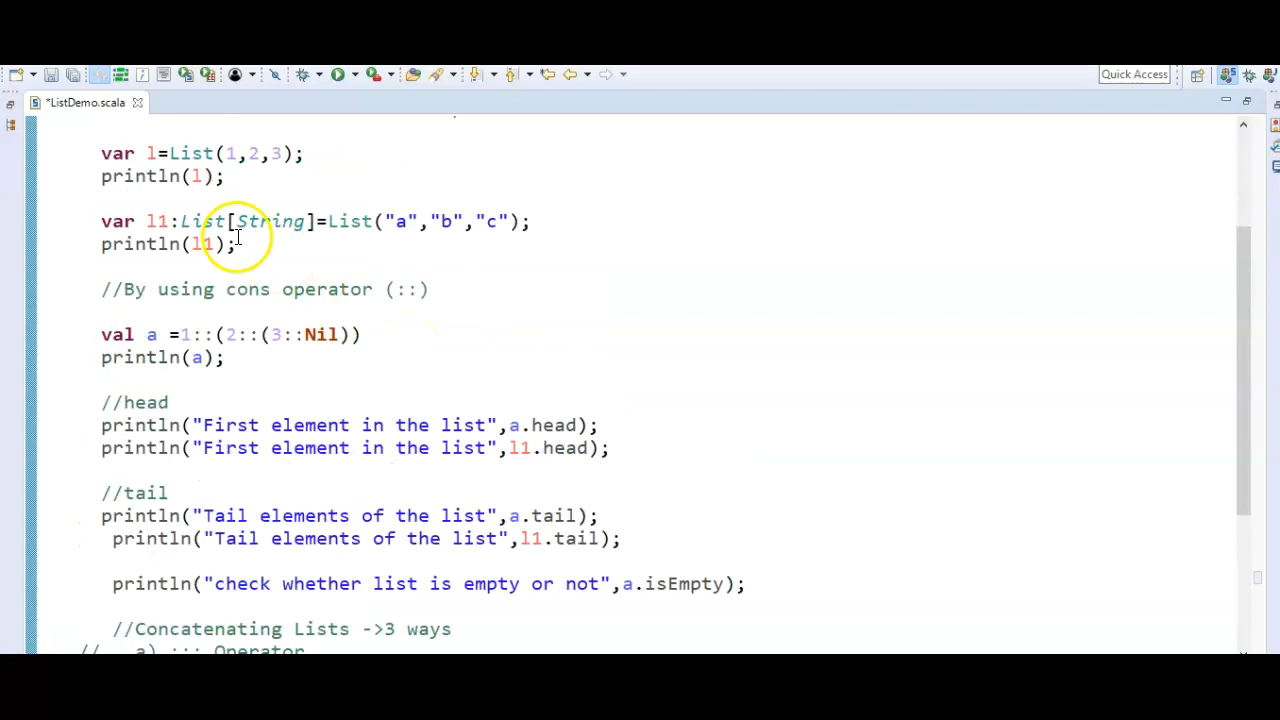 Quick Access
*ListDemo.scala
var l=List(1,2,3);
println(l);
var l1:List[String]=List("a","b","c");
println(l1);
//By using cons operator (::)
val a =1::(2::(3::Nil))
println(a);
//head
println("First element in the list",a.head);
println("First element in the list",l1.head);
//tail
println("Tail elements of the list",a.tail);
println("Tail elements of the list",l1.tail);
println("check whether list is empty or not",a.isEmpty);
//Concatenating Lists ->3 ways
// a) ::: Operator